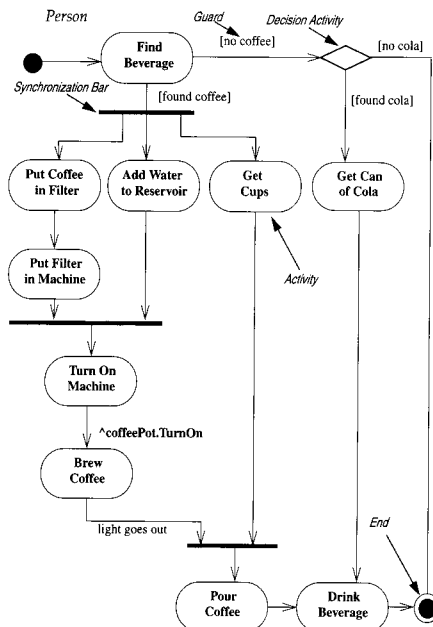 Person
Guard
Decision Activity
Find
Beverage
[no coffee]
[no cola]
Synchronization Bar
[found coffee]
[found cola]
Put Coffee
in Filter
Add Water
to Reservoir
Get
Cups
Get Can
of Cola
Put Filter
in Machine
Activity
Turn On
Machine
^coffeePot.TurnOn
Brew
Coffee
light goes out
End
Pour
Coffee
Drink
Beverage